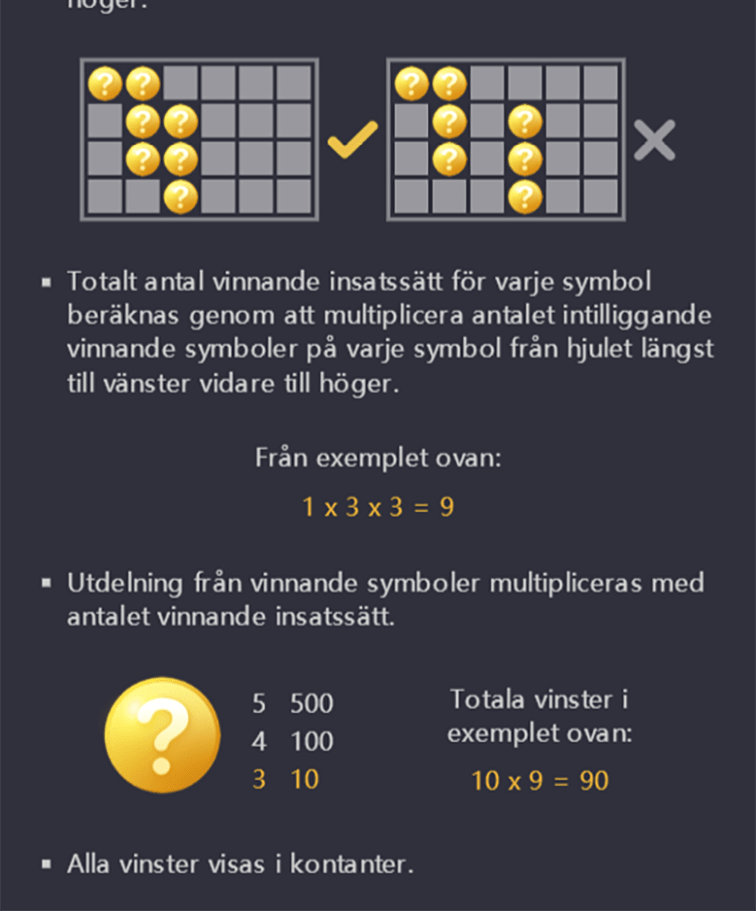 höger.
▪ Totalt antal vinnande insatssätt för varje symbol
beräknas genom att multiplicera antalet intilliggande
vinnande symboler på varje symbol från hjulet längst
till vänster vidare till höger.
Från exemplet ovan:
1 x 3 x 3 = 9
▪ Utdelning från vinnande symboler multipliceras med
antalet vinnande insatssätt.
?
5 500
4 100
3 10
Totala vinster i
exemplet ovan:
10 x 9 = 90
▪ Alla vinster visas i kontanter.